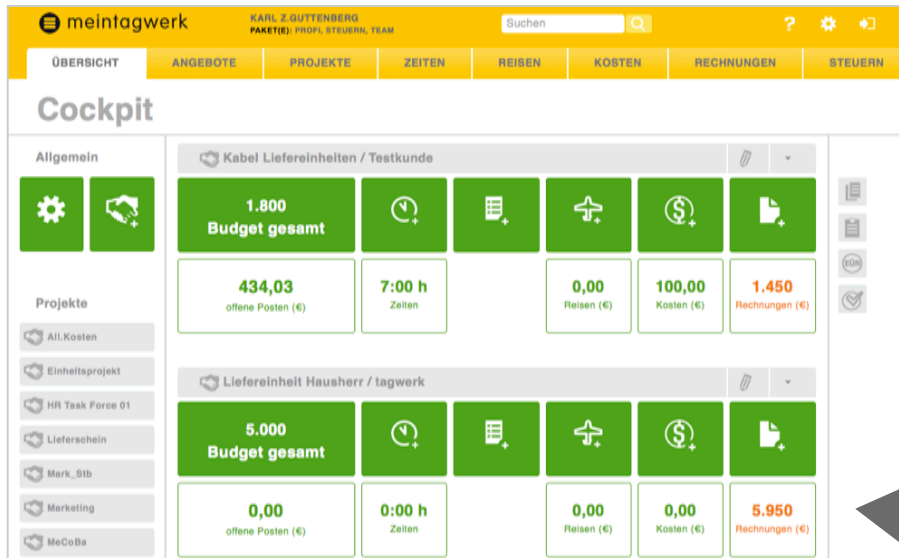 meintagwerk
KARL Z.GUTTENBERG
PAKET(E): PROFI, STEUERN, TEAM
Suchen
?
ÜBERSICHT ANGEBOTE PROJEKTE ZEITEN REISEN KOSTEN RECHNUNGEN STEUERN
Cockpit
Allgemein
Projekte
All.Kosten
Einheitsprojekt
HR Task Force 01
Lieferschein
Mark_Stb
Marketing
MeCoBa
Kabel Liefereinheiten / Testkunde
1.800
Budget gesamt
434,03 7:00 h 0,00 100,00 1.450
offene Posten (€) Zeiten Reisen (€) Kosten (€) Rechnungen (€)
Liefereinheit Hausherr / tagwerk
5.000
Budget gesamt
0,00 0:00 h 0,00 0,00 5.950
offene Posten (€) Zeiten Reisen (€) Kosten (€) Rechnungen (€)
EÜR